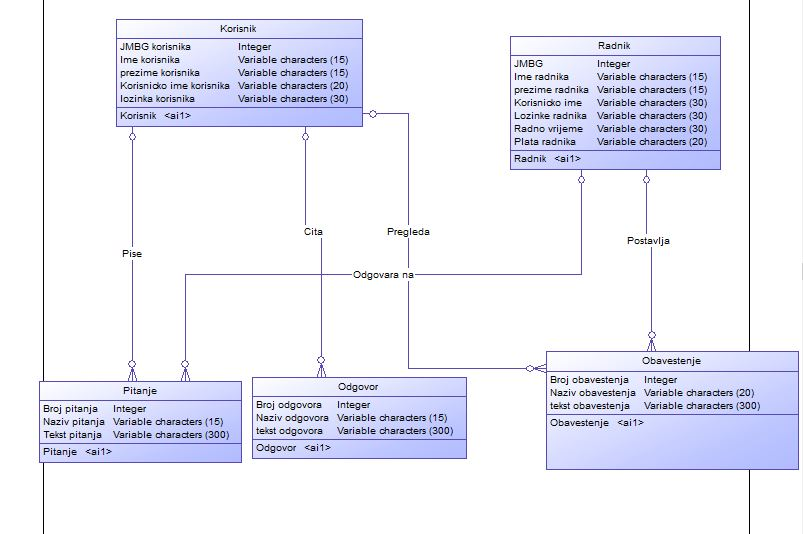 Korisnik
JMBG korisnika Integer
Ime korisnika Variable characters (15)
prezime korisnika Variable characters (15)
Korisnicko ime korisnika Variable characters (20)
lozinka korisnika Variable characters (30)
Korisnik <ai1>
Radnik
JMBG Integer
Ime radnika Variable characters (15)
prezime radnika Variable characters (15)
Korisnicko ime Variable characters (30)
Lozinke radnika Variable characters (30)
Radno vrijeme Variable characters (30)
Plata radnika Variable characters (20)
Radnik <ai1>
Pise
Cita
Pregleda
Postavlja
Odgovara na
Pitanje
Broj pitanja Integer
Naziv pitanja Variable characters (15)
Tekst pitanja Variable characters (300)
Pitanje <ai1>
Odgovor
Broj odgovora Integer
Naziv odgovora Variable characters (15)
tekst odgovora Variable characters (300)
Odgovor <ai1>
Obavestenje
Broj obavestenja Integer
Naziv obavestenja Variable characters (20)
tekst obavestenja Variable characters (300)
Obavestenje <ai1>